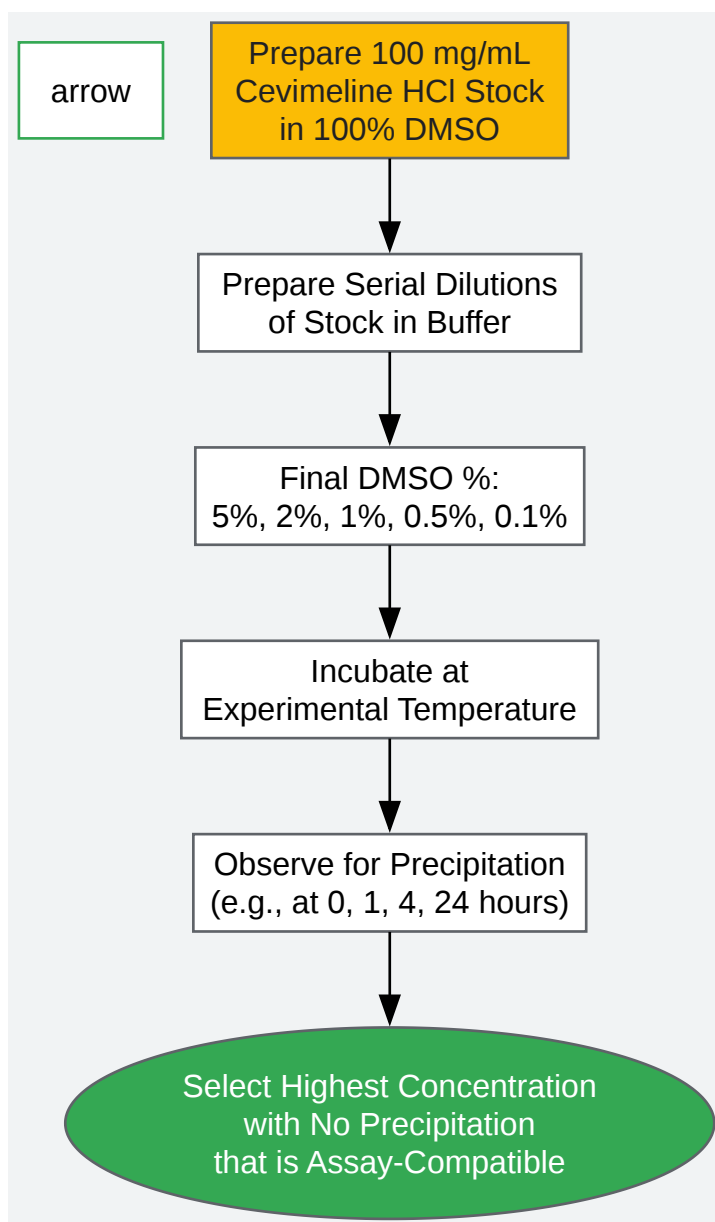 arrow
Prepare 100 mg/mL
Cevimeline HCl Stock
in 100% DMSO
Prepare Serial Dilutions
of Stock in Buffer
Final DMSO %:
5%, 2%, 1%, 0.5%, 0.1%
Incubate at
Experimental Temperature
Observe for Precipitation
(e.g., at 0, 1, 4, 24 hours)
Select Highest Concentration
with No Precipitation
that is Assay-Compatible